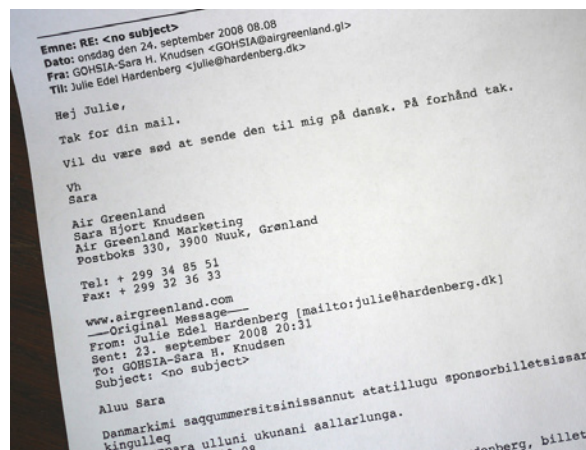 Emne: RE: <no subject>
Dato: onsdag den 24. september 2008 08.08
Fra: GOHSIA-Sara H. Knudsen <GOHSIA@airgreenland.gl>
Til: Julie Edel Hardenberg <julie@hardenberg.dk>
Hej Julie,
Tak for din mail.
Vil du være sød at sende den til mig på dansk. På forhånd tak.
Vh
Sara
Air Greenland
Sara Hjort Knudsen
Air Greenland Marketing
Postboks 330, 3900 Nuuk, Grønland
Tel: + 299 34 85 51
Fax: + 299 32 36 33
www.airgreenland.com
——Original Message——
From: Julie Edel Hardenberg [mailto:julie@hardenberg.dk]
Sent: 23. september 2008 20:31
To: GOHSIA-Sara H. Knudsen
Subject: <no subject>
Aluu Sara
Danmarkimi saqqummersitsinissannut atatillugu sponsorbilletsissar
kingulleq
ulluni ukunani aallarlunga.
billet